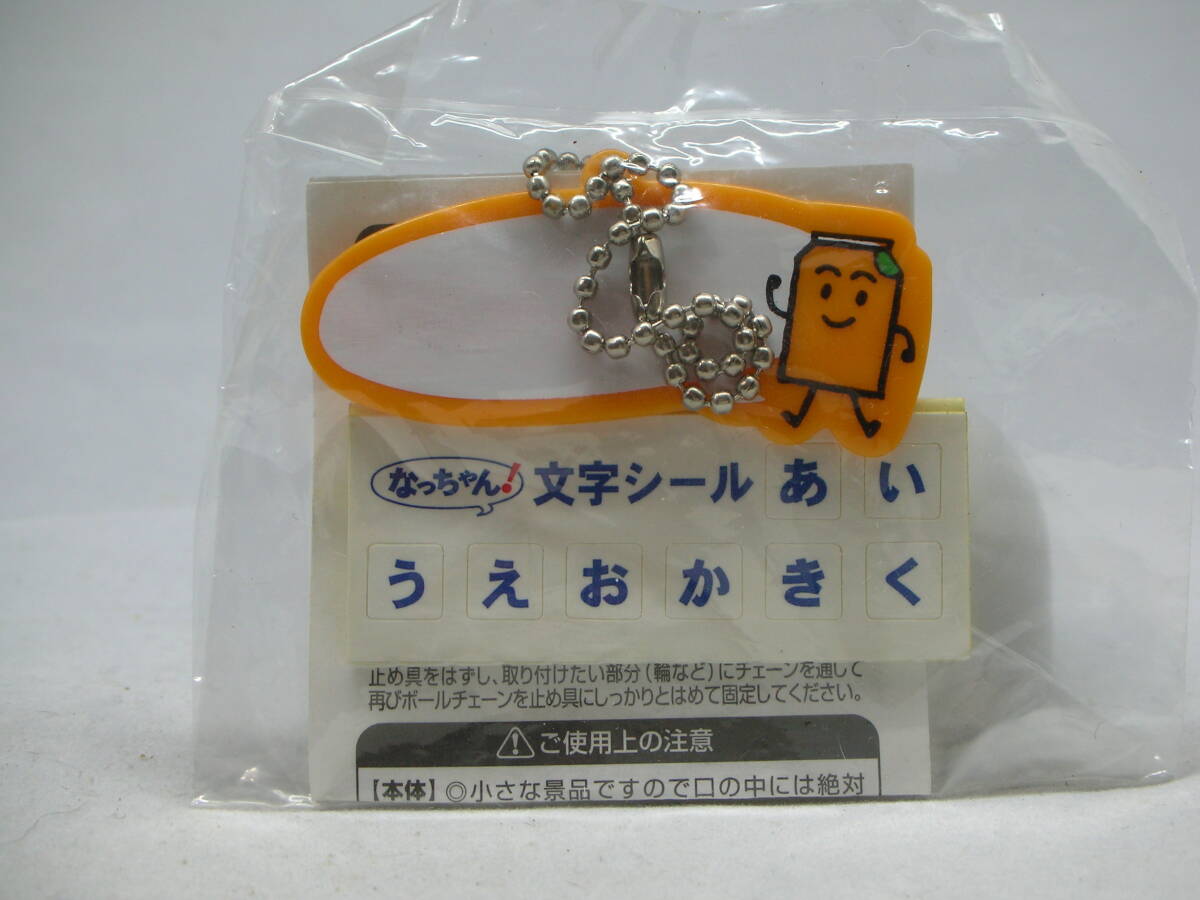 なっちゃん! 文字シール あ い
う え お か き く
止め具をはずし、取り付けたい部分(輪など)にチェーンを通して
再びボールチェーンを止め具にしっかりとはめて固定してください。
ご使用上の注意
【本体】◎小さな景品ですので口の中には絶対